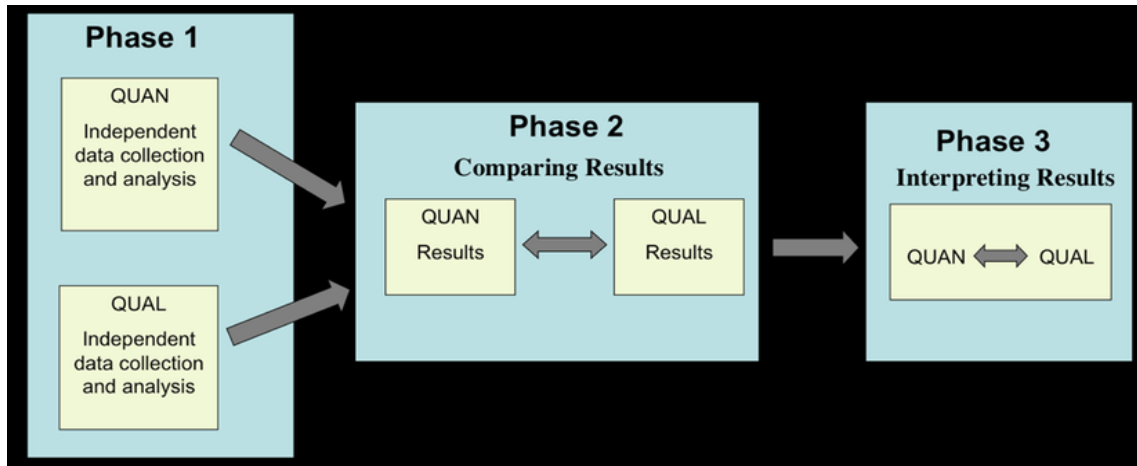 Phase 1
QUAN
Independent
data collection
and analysis
QUAL
Independent
data collection
and analysis
Phase 2
Comparing Results
QUAN
Results
QUAL
Results
Phase 3
Interpreting Results
QUAN
QUAL